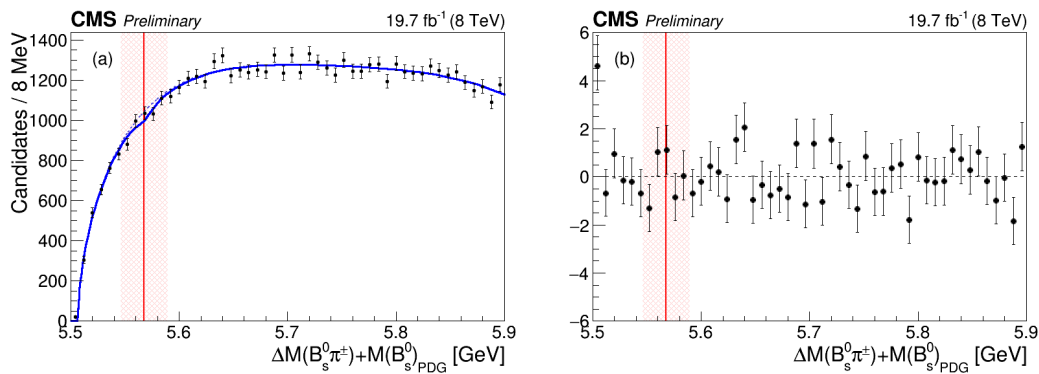 CMS Preliminary 19.7 fb⁻¹ (8 TeV)
(a)
Candidates / 8 MeV
1400
1200
1000
800
600
400
200
0
5.5 5.6 5.7 5.8 5.9
ΔM(B⁰ₛπ±)+M(B⁰ₛ)PDG [GeV]
CMS Preliminary 19.7 fb⁻¹ (8 TeV)
(b)
6
4
2
0
−2
−4
−6
5.5 5.6 5.7 5.8 5.9
ΔM(B⁰ₛπ±)+M(B⁰ₛ)PDG [GeV]